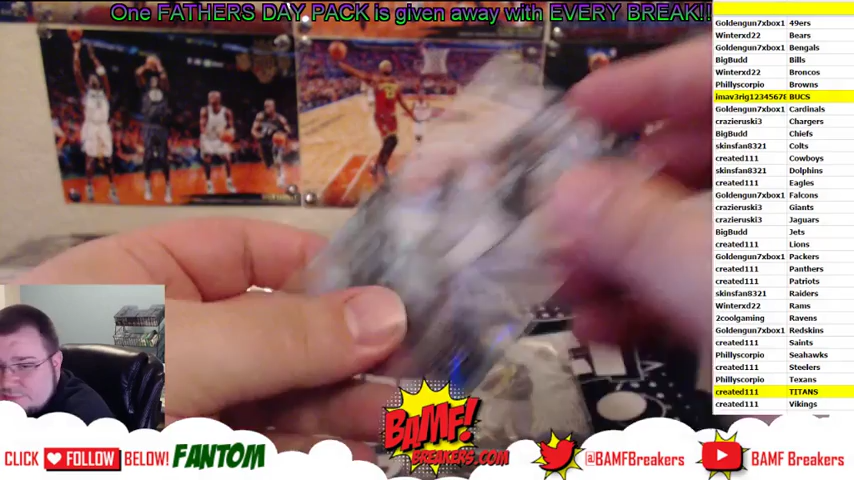 One FATHERS DAY PACK is given away with EVERY BREAK!!
Goldengun7xbox1 49ers
Winterxd22 Bears
Goldengun7xbox1 Bengals
BigBudd Bills
Winterxd22 Broncos
Phillyscorpio Browns
imav3rig1234567 BUCS
Goldengun7xbox1 Cardinals
crazieruski3 Chargers
BigBudd Chiefs
skinsfan8321 Colts
created111 Cowboys
skinsfan8321 Dolphins
created111 Eagles
Goldengun7xbox1 Falcons
crazieruski3 Giants
crazieruski3 Jaguars
BigBudd Jets
created111 Lions
Goldengun7xbox1 Packers
created111 Panthers
created111 Patriots
skinsfan8321 Raiders
Winterxd22 Rams
2coolgaming Ravens
Goldengun7xbox1 Redskins
created111 Saints
Phillyscorpio Seahawks
created111 Steelers
Phillyscorpio Texans
created111 TITANS
created111 Vikings
BAMF!
BREAKERS.COM
CLICK FOLLOW BELOW! FANTOM
@BAMFBreakers
BAMF Breakers